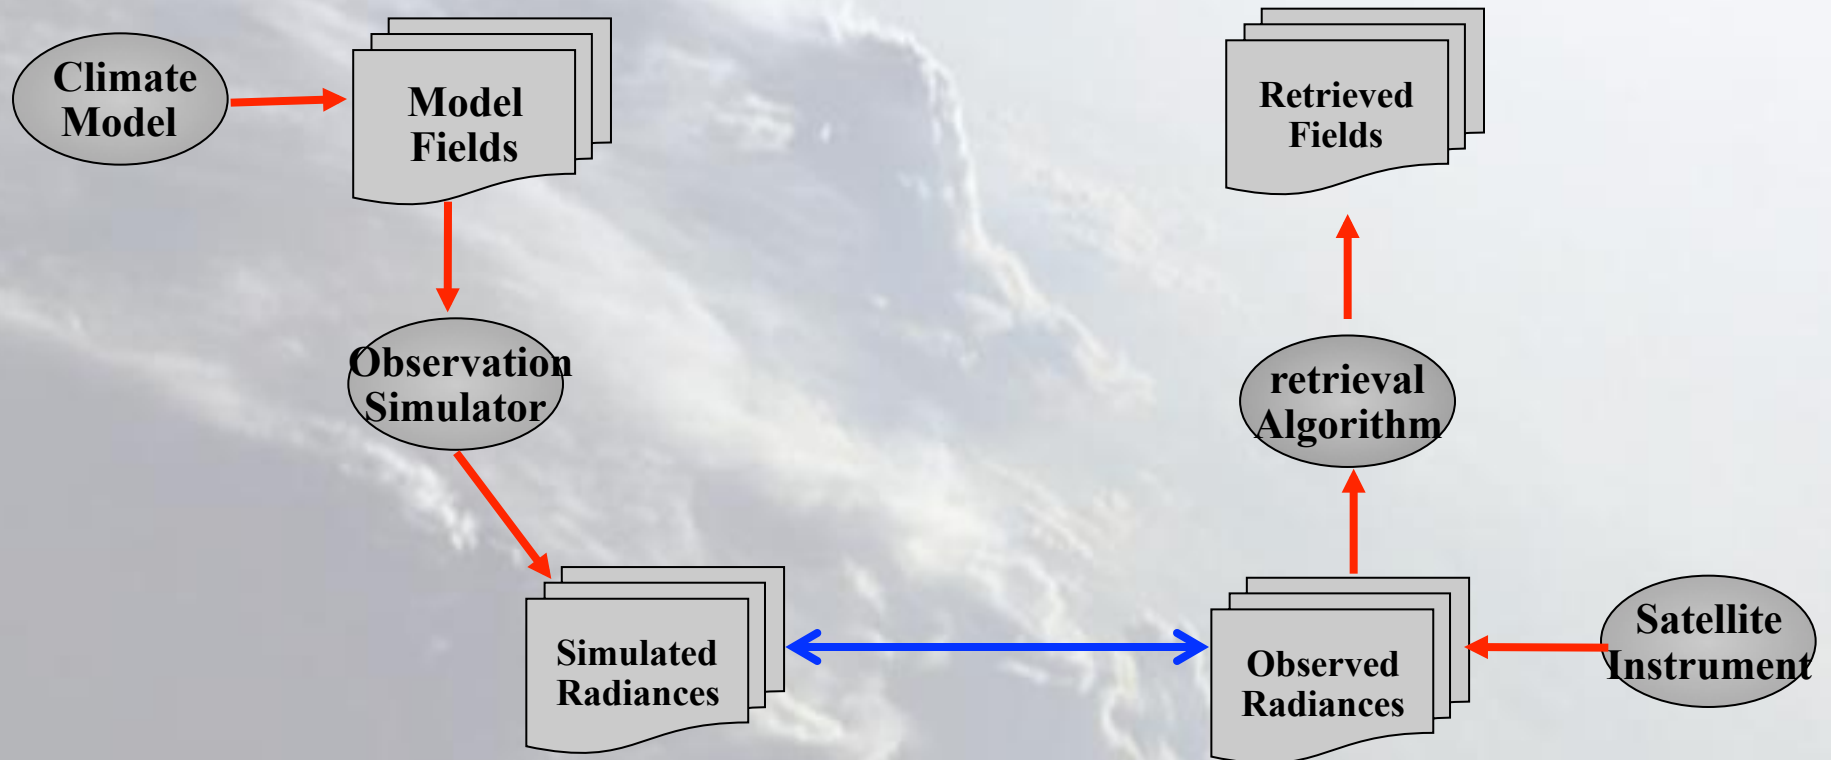 Climate
Model
Model
Fields
Retrieved
Fields
Observation
Simulator
retrieval
Algorithm
Simulated
Radiances
Observed
Radiances
Satellite
Instrument